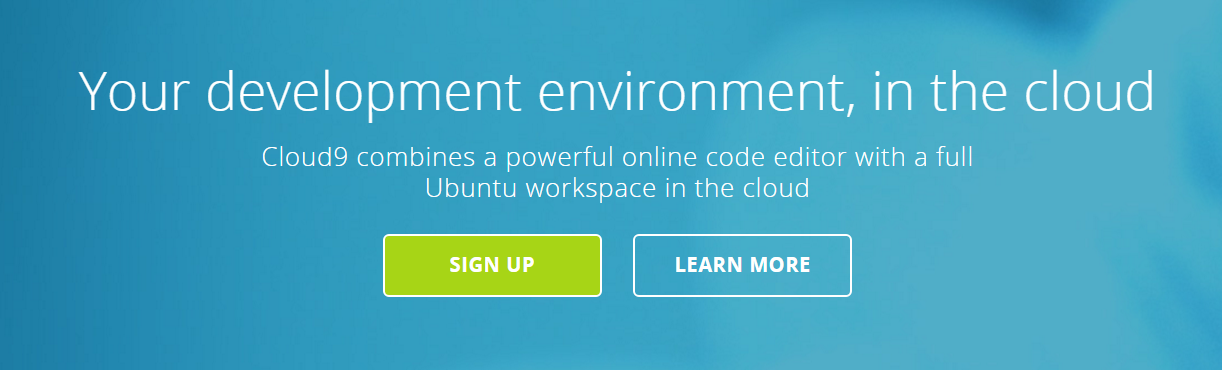 Your development environment, in the cloud
Cloud9 combines a powerful online code editor with a full
Ubuntu workspace in the cloud
SIGN UP
LEARN MORE